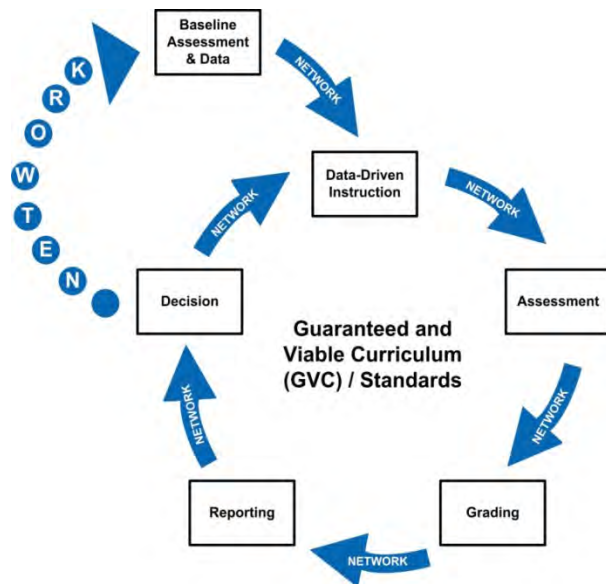 Baseline
Assessment
& Data
NETWORK
NETWORK
Data-Driven
Instruction
NETWORK
NETWORK
Decision
Assessment
Guaranteed and
Viable Curriculum
(GVC) / Standards
NETWORK
NETWORK
Reporting
Grading
NETWORK